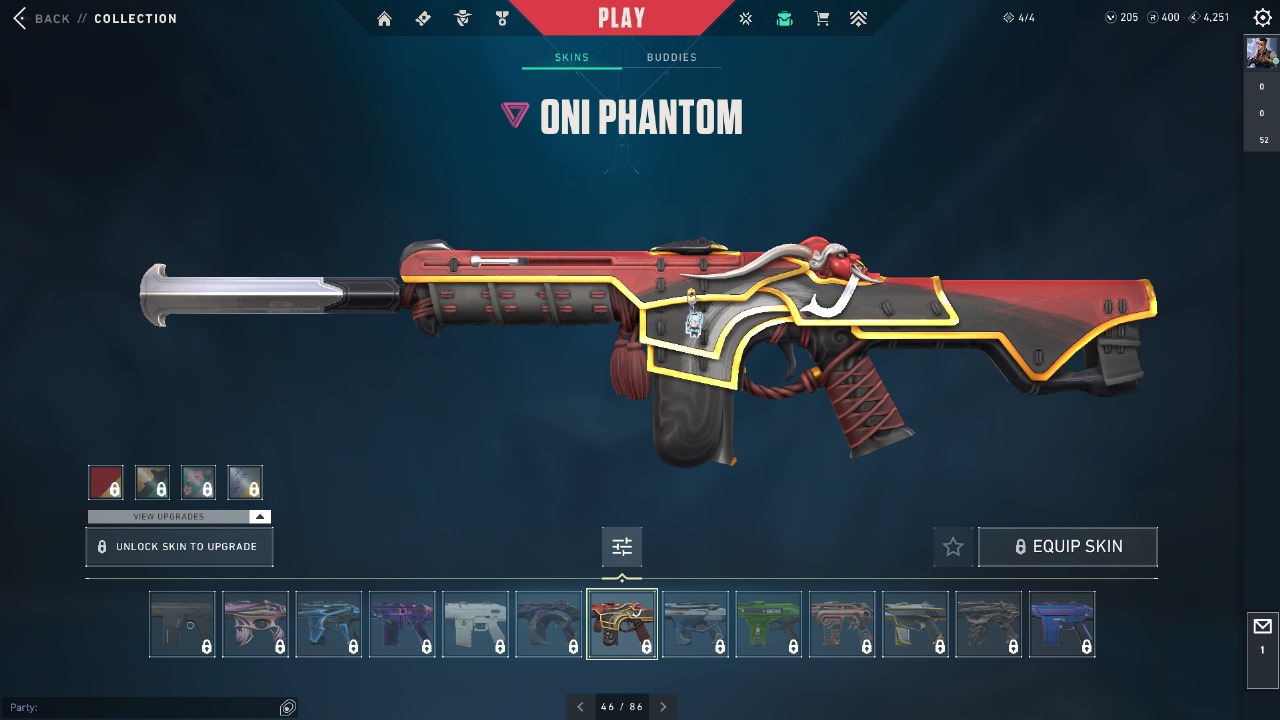 BACK // COLLECTION
PLAY
4/4
205
400
4,251
SKINS
BUDDIES
ONI PHANTOM
0
0
52
VIEW UPGRADES
UNLOCK SKIN TO UPGRADE
EQUIP SKIN
1
Party:
46 / 86